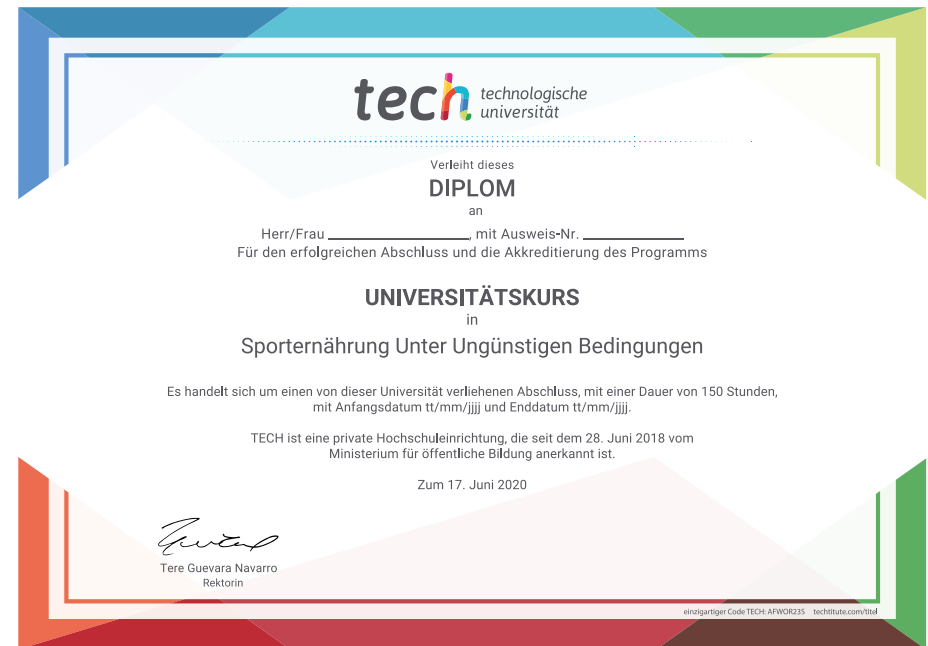 tech technologische
universität
Verleiht dieses
DIPLOM
an
Herr/Frau ____________, mit Ausweis-Nr. ____________
Für den erfolgreichen Abschluss und die Akkreditierung des Programms
UNIVERSITÄTSKURS
in
Sporternährung Unter Ungünstigen Bedingungen
Es handelt sich um einen von dieser Universität verliehenen Abschluss, mit einer Dauer von 150 Stunden,
mit Anfangsdatum tt/mm/jjjj und Enddatum tt/mm/jjjj.
TECH ist eine private Hochschuleinrichtung, die seit dem 28. Juni 2018 vom
Ministerium für öffentliche Bildung anerkannt ist.
Zum 17. Juni 2020
Tere Guevara Navarro
Rektorin
einzigartiger Code TECH: AFWOR23S techtitute.com/titel